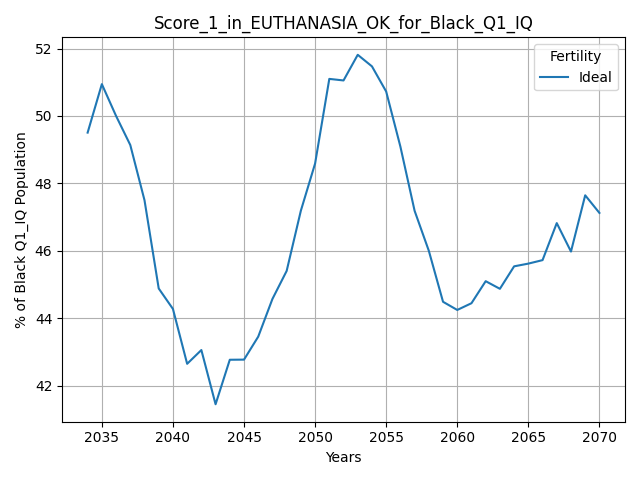 Score_1_in_EUTHANASIA_OK_for_Black_Q1_IQ
Fertility
Ideal
% of Black Q1_IQ Population
52
50
48
46
44
42
2035 2040 2045 2050 2055 2060 2065 2070
Years